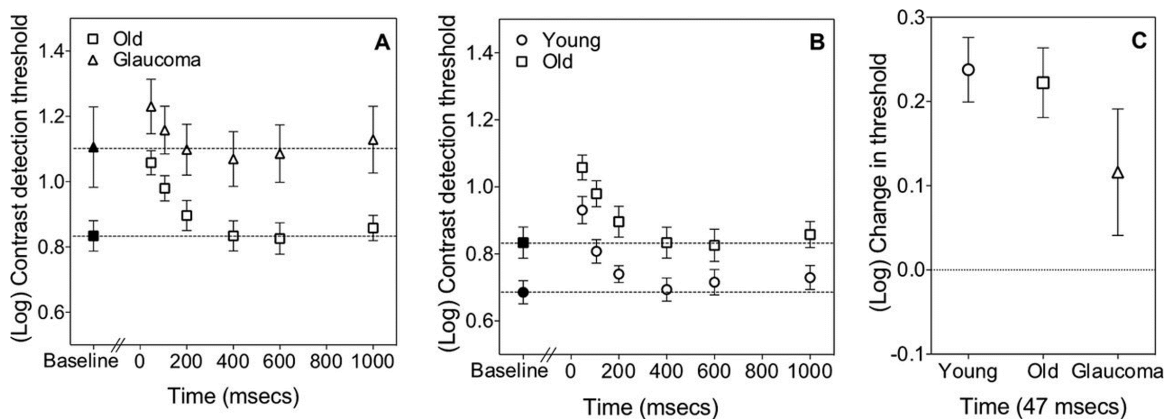 A
Old
Glaucoma
(Log) Contrast detection threshold
1.4
1.2
1.0
0.8
0.6
Baseline
0 200 400 600 800 1000
Time (msecs)
B
Young
Old
(Log) Contrast detection threshold
1.4
1.2
1.0
0.8
0.6
Baseline
0 200 400 600 800 1000
Time (msecs)
C
(Log) Change in threshold
0.3
0.2
0.1
0.0
-0.1
Young Old Glaucoma
Time (47 msecs)